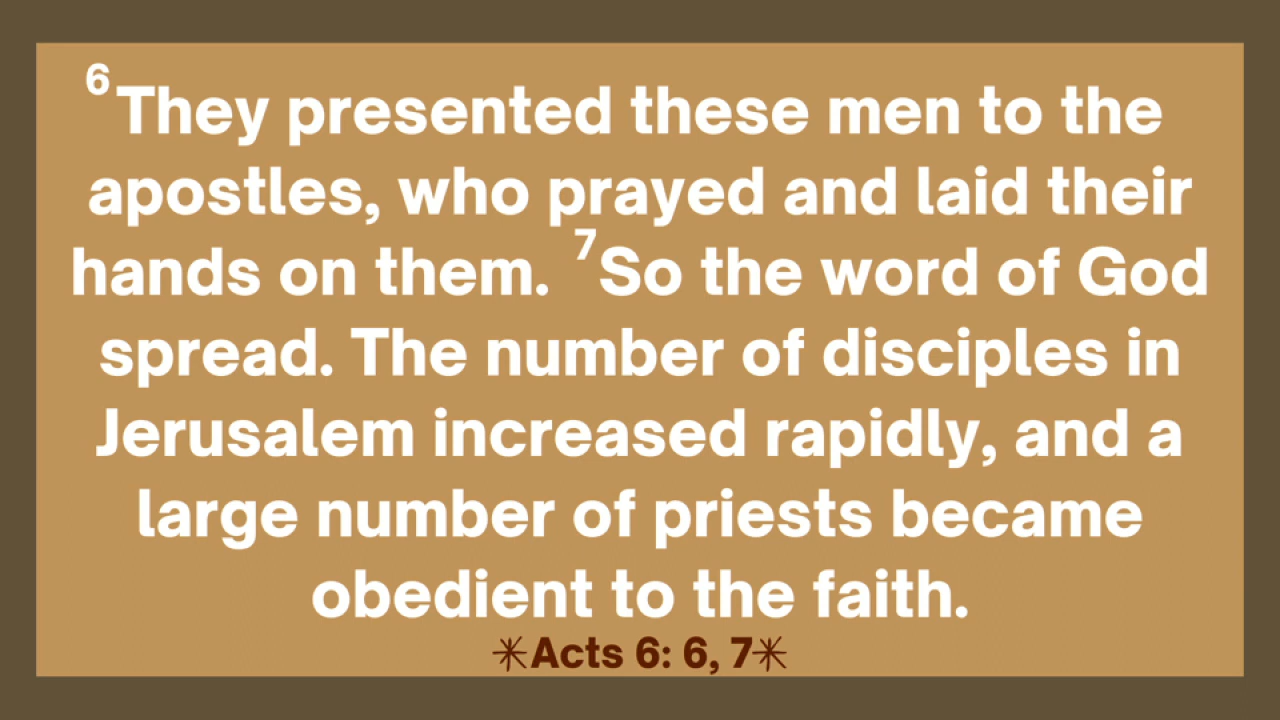 ⁶They presented these men to the
apostles, who prayed and laid their
hands on them. ⁷So the word of God
spread. The number of disciples in
Jerusalem increased rapidly, and a
large number of priests became
obedient to the faith.
✳Acts 6: 6, 7✳